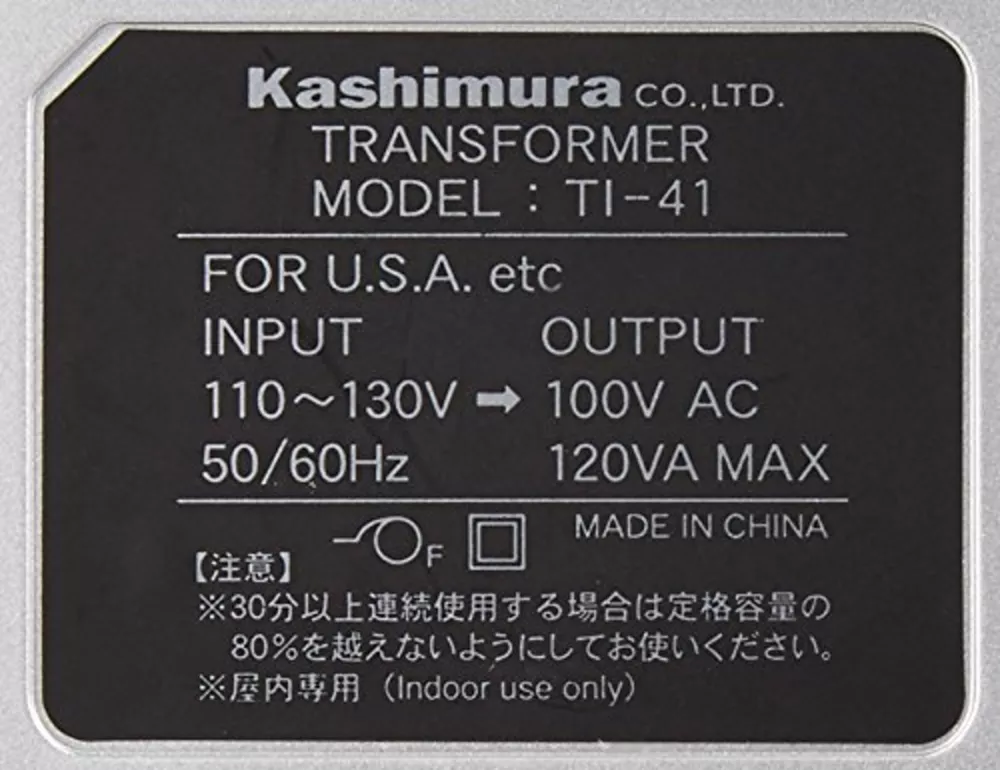 Kashimura CO.,LTD.
TRANSFORMER
MODEL : TI-41
FOR U.S.A. etc
INPUT OUTPUT
110～130V ➡ 100V AC
50/60Hz 120VA MAX
F MADE IN CHINA
【注意】
※30分以上連続使用する場合は定格容量の
80%を越えないようにしてお使いください。
※屋内専用 (Indoor use only)